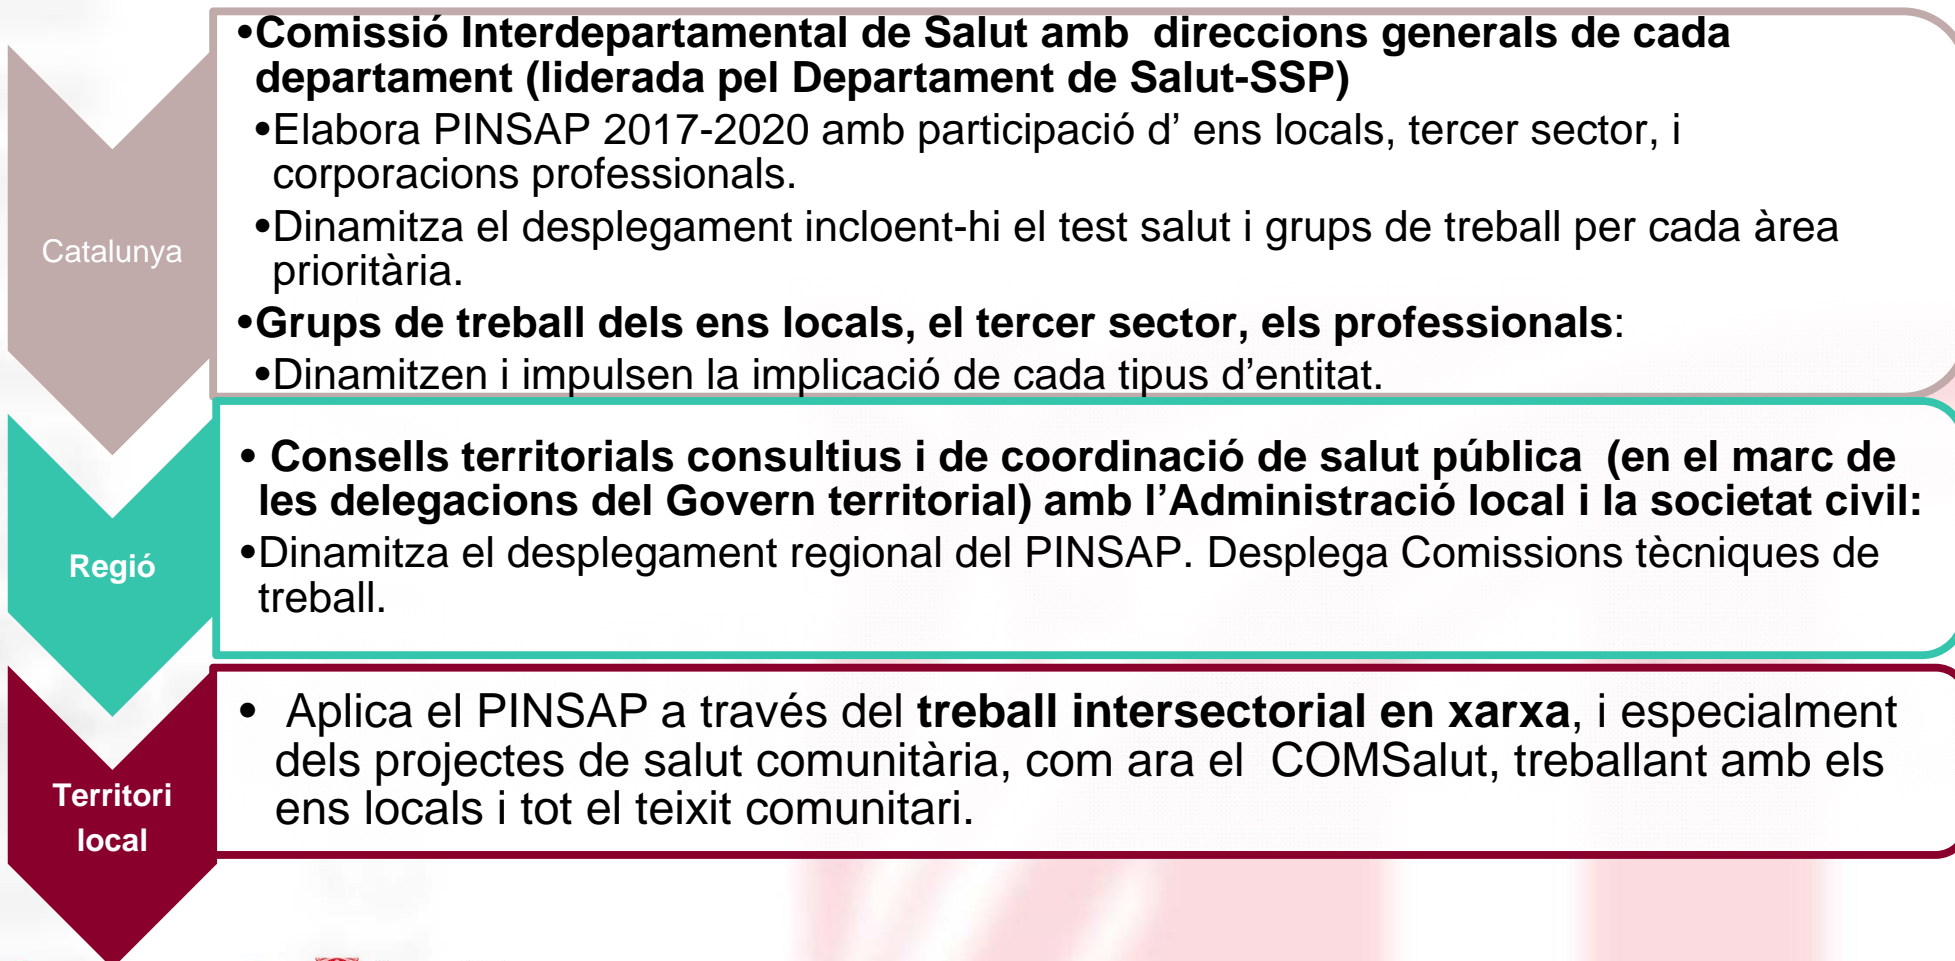 Catalunya
•Comissió Interdepartamental de Salut amb direccions generals de cada
departament (liderada pel Departament de Salut-SSP)
•Elabora PINSAP 2017-2020 amb participació d’ ens locals, tercer sector, i
corporacions professionals.
•Dinamitza el desplegament incloent-hi el test salut i grups de treball per cada àrea
prioritària.
•Grups de treball dels ens locals, el tercer sector, els professionals:
•Dinamitzen i impulsen la implicació de cada tipus d’entitat.
Regió
• Consells territorials consultius i de coordinació de salut pública (en el marc de
les delegacions del Govern territorial) amb l’Administració local i la societat civil:
•Dinamitza el desplegament regional del PINSAP. Desplega Comissions tècniques de
treball.
Territori
local
• Aplica el PINSAP a través del treball intersectorial en xarxa, i especialment
dels projectes de salut comunitària, com ara el COMSalut, treballant amb els
ens locals i tot el teixit comunitari.